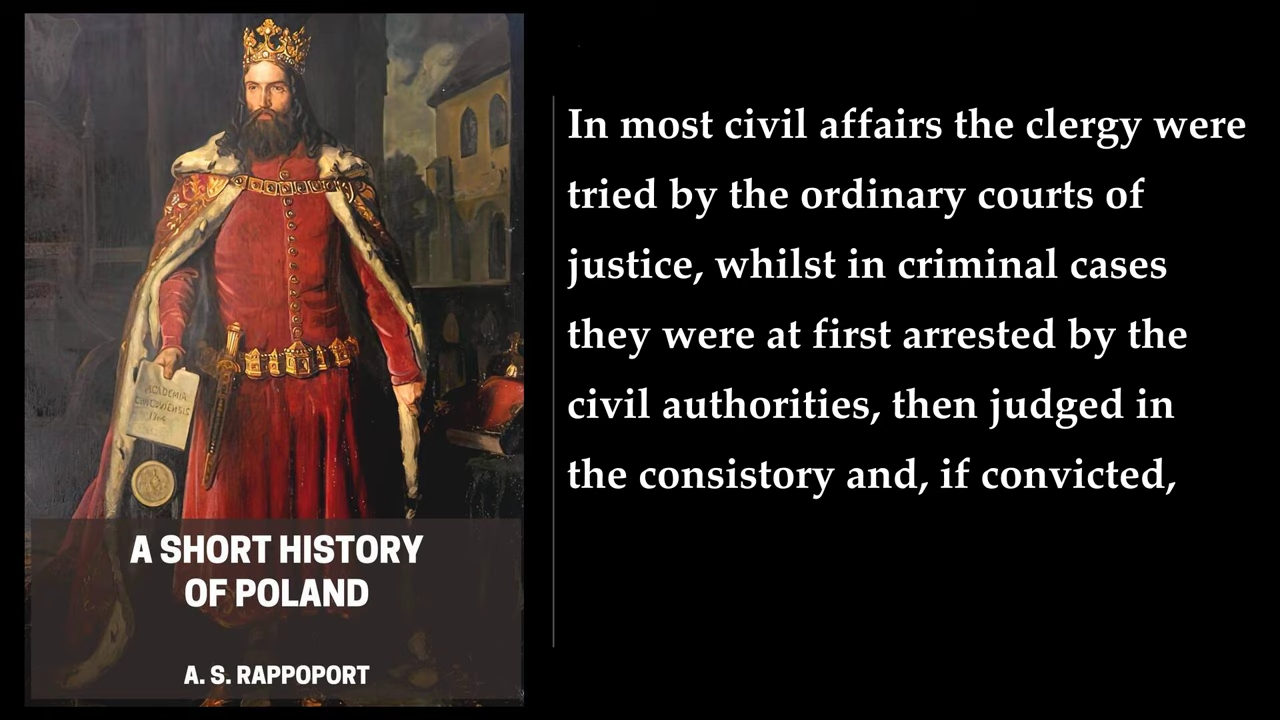 ACADEMIA
A SHORT HISTORY
OF POLAND
A. S. RAPPOPORT
In most civil affairs the clergy were
tried by the ordinary courts of
justice, whilst in criminal cases
they were at first arrested by the
civil authorities, then judged in
the consistory and, if convicted,